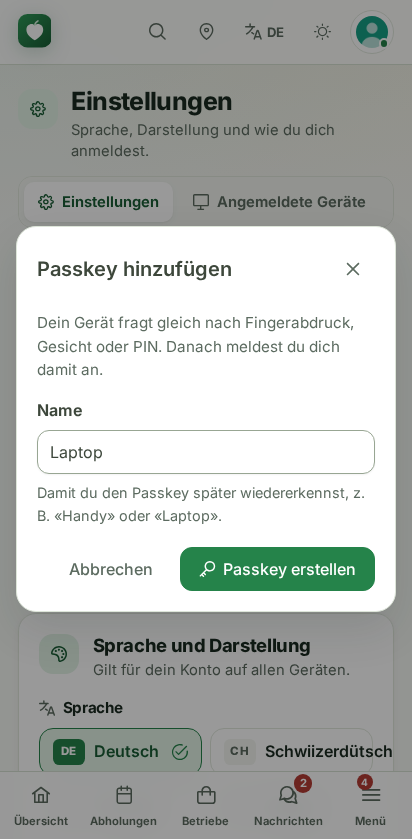 DE
Einstellungen
Sprache, Darstellung und wie du dich
anmeldest.
Einstellungen
Angemeldete Geräte
Passkey hinzufügen
Dein Gerät fragt gleich nach Fingerabdruck,
Gesicht oder PIN. Danach meldest du dich
damit an.
Name
Laptop
Damit du den Passkey später wiedererkennst, z.
B. «Handy» oder «Laptop».
Abbrechen
Passkey erstellen
Sprache und Darstellung
Gilt für dein Konto auf allen Geräten.
Sprache
DE Deutsch
CH Schwiizerdütsch
2
4
Übersicht
Abholungen
Betriebe
Nachrichten
Menü